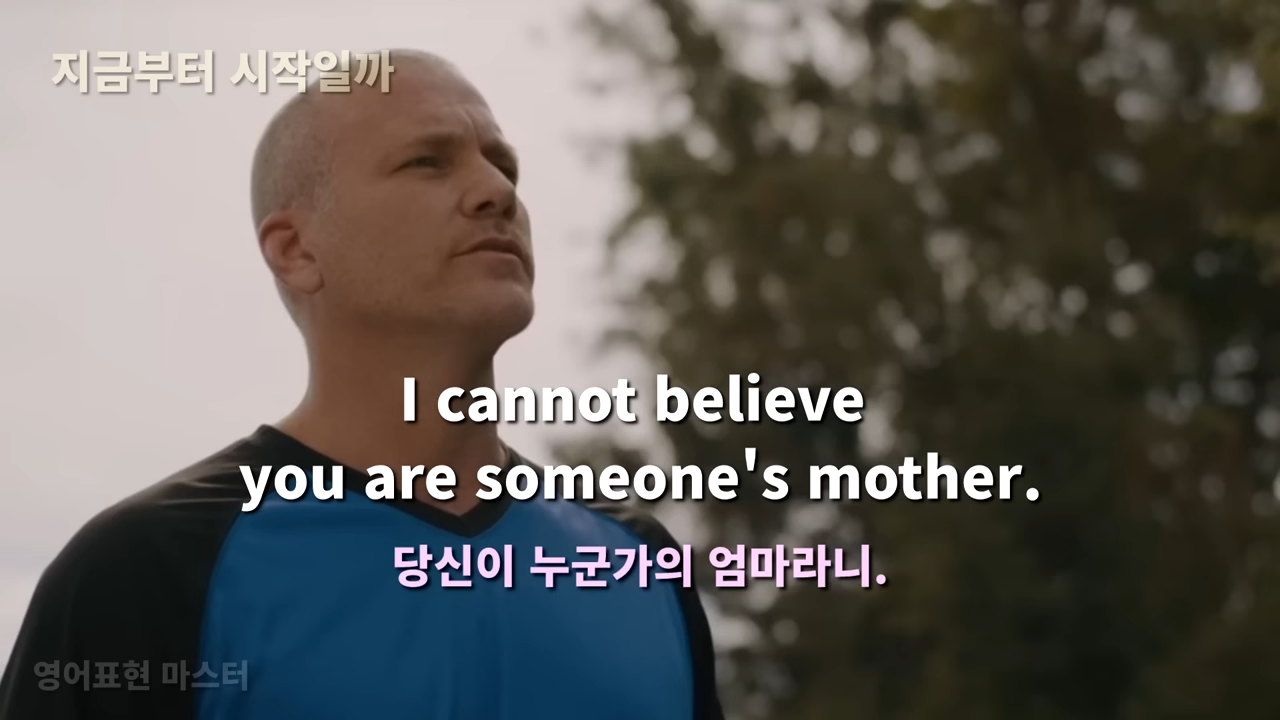 지금부터 시작일까
I cannot believe
you are someone's mother.
당신이 누군가의 엄마라니.
영어표현 마스터